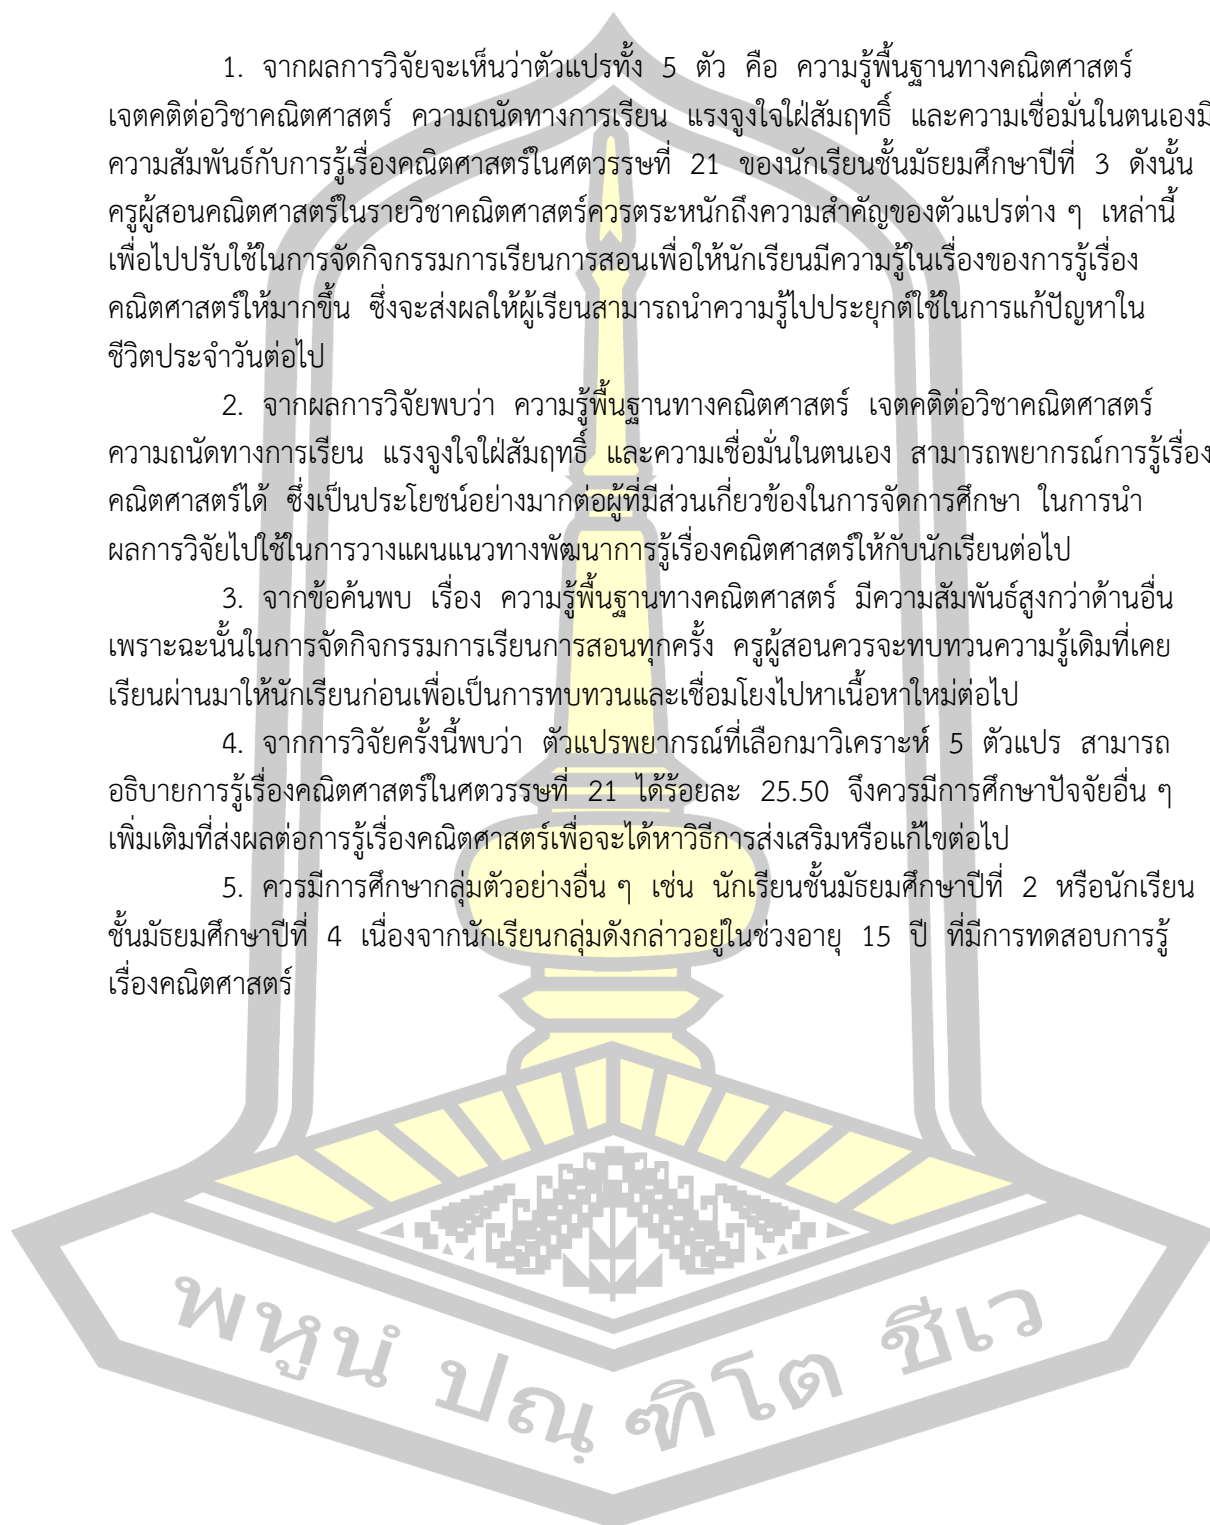 1. จากผลการวิจัยจะเห็นว่าตัวแปรทั้ง 5 ตัว คือ ความรู้พื้นฐานทางคณิตศาสตร์
เจตคติต่อวิชาคณิตศาสตร์ ความถนัดทางการเรียน แรงจูงใจใฝ่สัมฤทธิ์ และความเชื่อมั่นในตนเองมี
ความสัมพันธ์กับการรู้เรื่องคณิตศาสตร์ในศตวรรษที่ 21 ของนักเรียนชั้นมัธยมศึกษาปีที่ 3 ดังนั้น
ครูผู้สอนคณิตศาสตร์ในรายวิชาคณิตศาสตร์ควรตระหนักถึงความสำคัญของตัวแปรต่าง ๆ เหล่านี้
เพื่อไปปรับใช้ในการจัดกิจกรรมการเรียนการสอนเพื่อให้นักเรียนมีความรู้ในเรื่องของการรู้เรื่อง
คณิตศาสตร์ให้มากขึ้น ซึ่งจะส่งผลให้ผู้เรียนสามารถนำความรู้ไปประยุกต์ใช้ในการแก้ปัญหาใน
ชีวิตประจำวันต่อไป
2. จากผลการวิจัยพบว่า ความรู้พื้นฐานทางคณิตศาสตร์ เจตคติต่อวิชาคณิตศาสตร์
ความถนัดทางการเรียน แรงจูงใจใฝ่สัมฤทธิ์ และความเชื่อมั่นในตนเอง สามารถพยากรณ์การรู้เรื่อง
คณิตศาสตร์ได้ ซึ่งเป็นประโยชน์อย่างมากต่อผู้ที่มีส่วนเกี่ยวข้องในการจัดการศึกษา ในการนำ
ผลการวิจัยไปใช้ในการวางแผนแนวทางพัฒนาการรู้เรื่องคณิตศาสตร์ให้กับนักเรียนต่อไป
3. จากข้อค้นพบ เรื่อง ความรู้พื้นฐานทางคณิตศาสตร์ มีความสัมพันธ์สูงกว่าด้านอื่น
เพราะฉะนั้นในการจัดกิจกรรมการเรียนการสอนทุกครั้ง ครูผู้สอนควรจะทบทวนความรู้เดิมที่เคย
เรียนผ่านมาให้นักเรียนก่อนเพื่อเป็นการทบทวนและเชื่อมโยงไปหาเนื้อหาใหม่ต่อไป
4. จากการวิจัยครั้งนี้พบว่า ตัวแปรพยากรณ์ที่เลือกมาวิเคราะห์ 5 ตัวแปร สามารถ
อธิบายการรู้เรื่องคณิตศาสตร์ในศตวรรษที่ 21 ได้ร้อยละ 25.50 จึงควรมีการศึกษาปัจจัยอื่น ๆ
เพิ่มเติมที่ส่งผลต่อการรู้เรื่องคณิตศาสตร์เพื่อจะได้หาวิธีการส่งเสริมหรือแก้ไขต่อไป
5. ควรมีการศึกษากลุ่มตัวอย่างอื่น ๆ เช่น นักเรียนชั้นมัธยมศึกษาปีที่ 2 หรือนักเรียน
ชั้นมัธยมศึกษาปีที่ 4 เนื่องจากนักเรียนกลุ่มดังกล่าวอยู่ในช่วงอายุ 15 ปี ที่มีการทดสอบการรู้
เรื่องคณิตศาสตร์
พหูนํ ปณฺฑิโต ชีเว